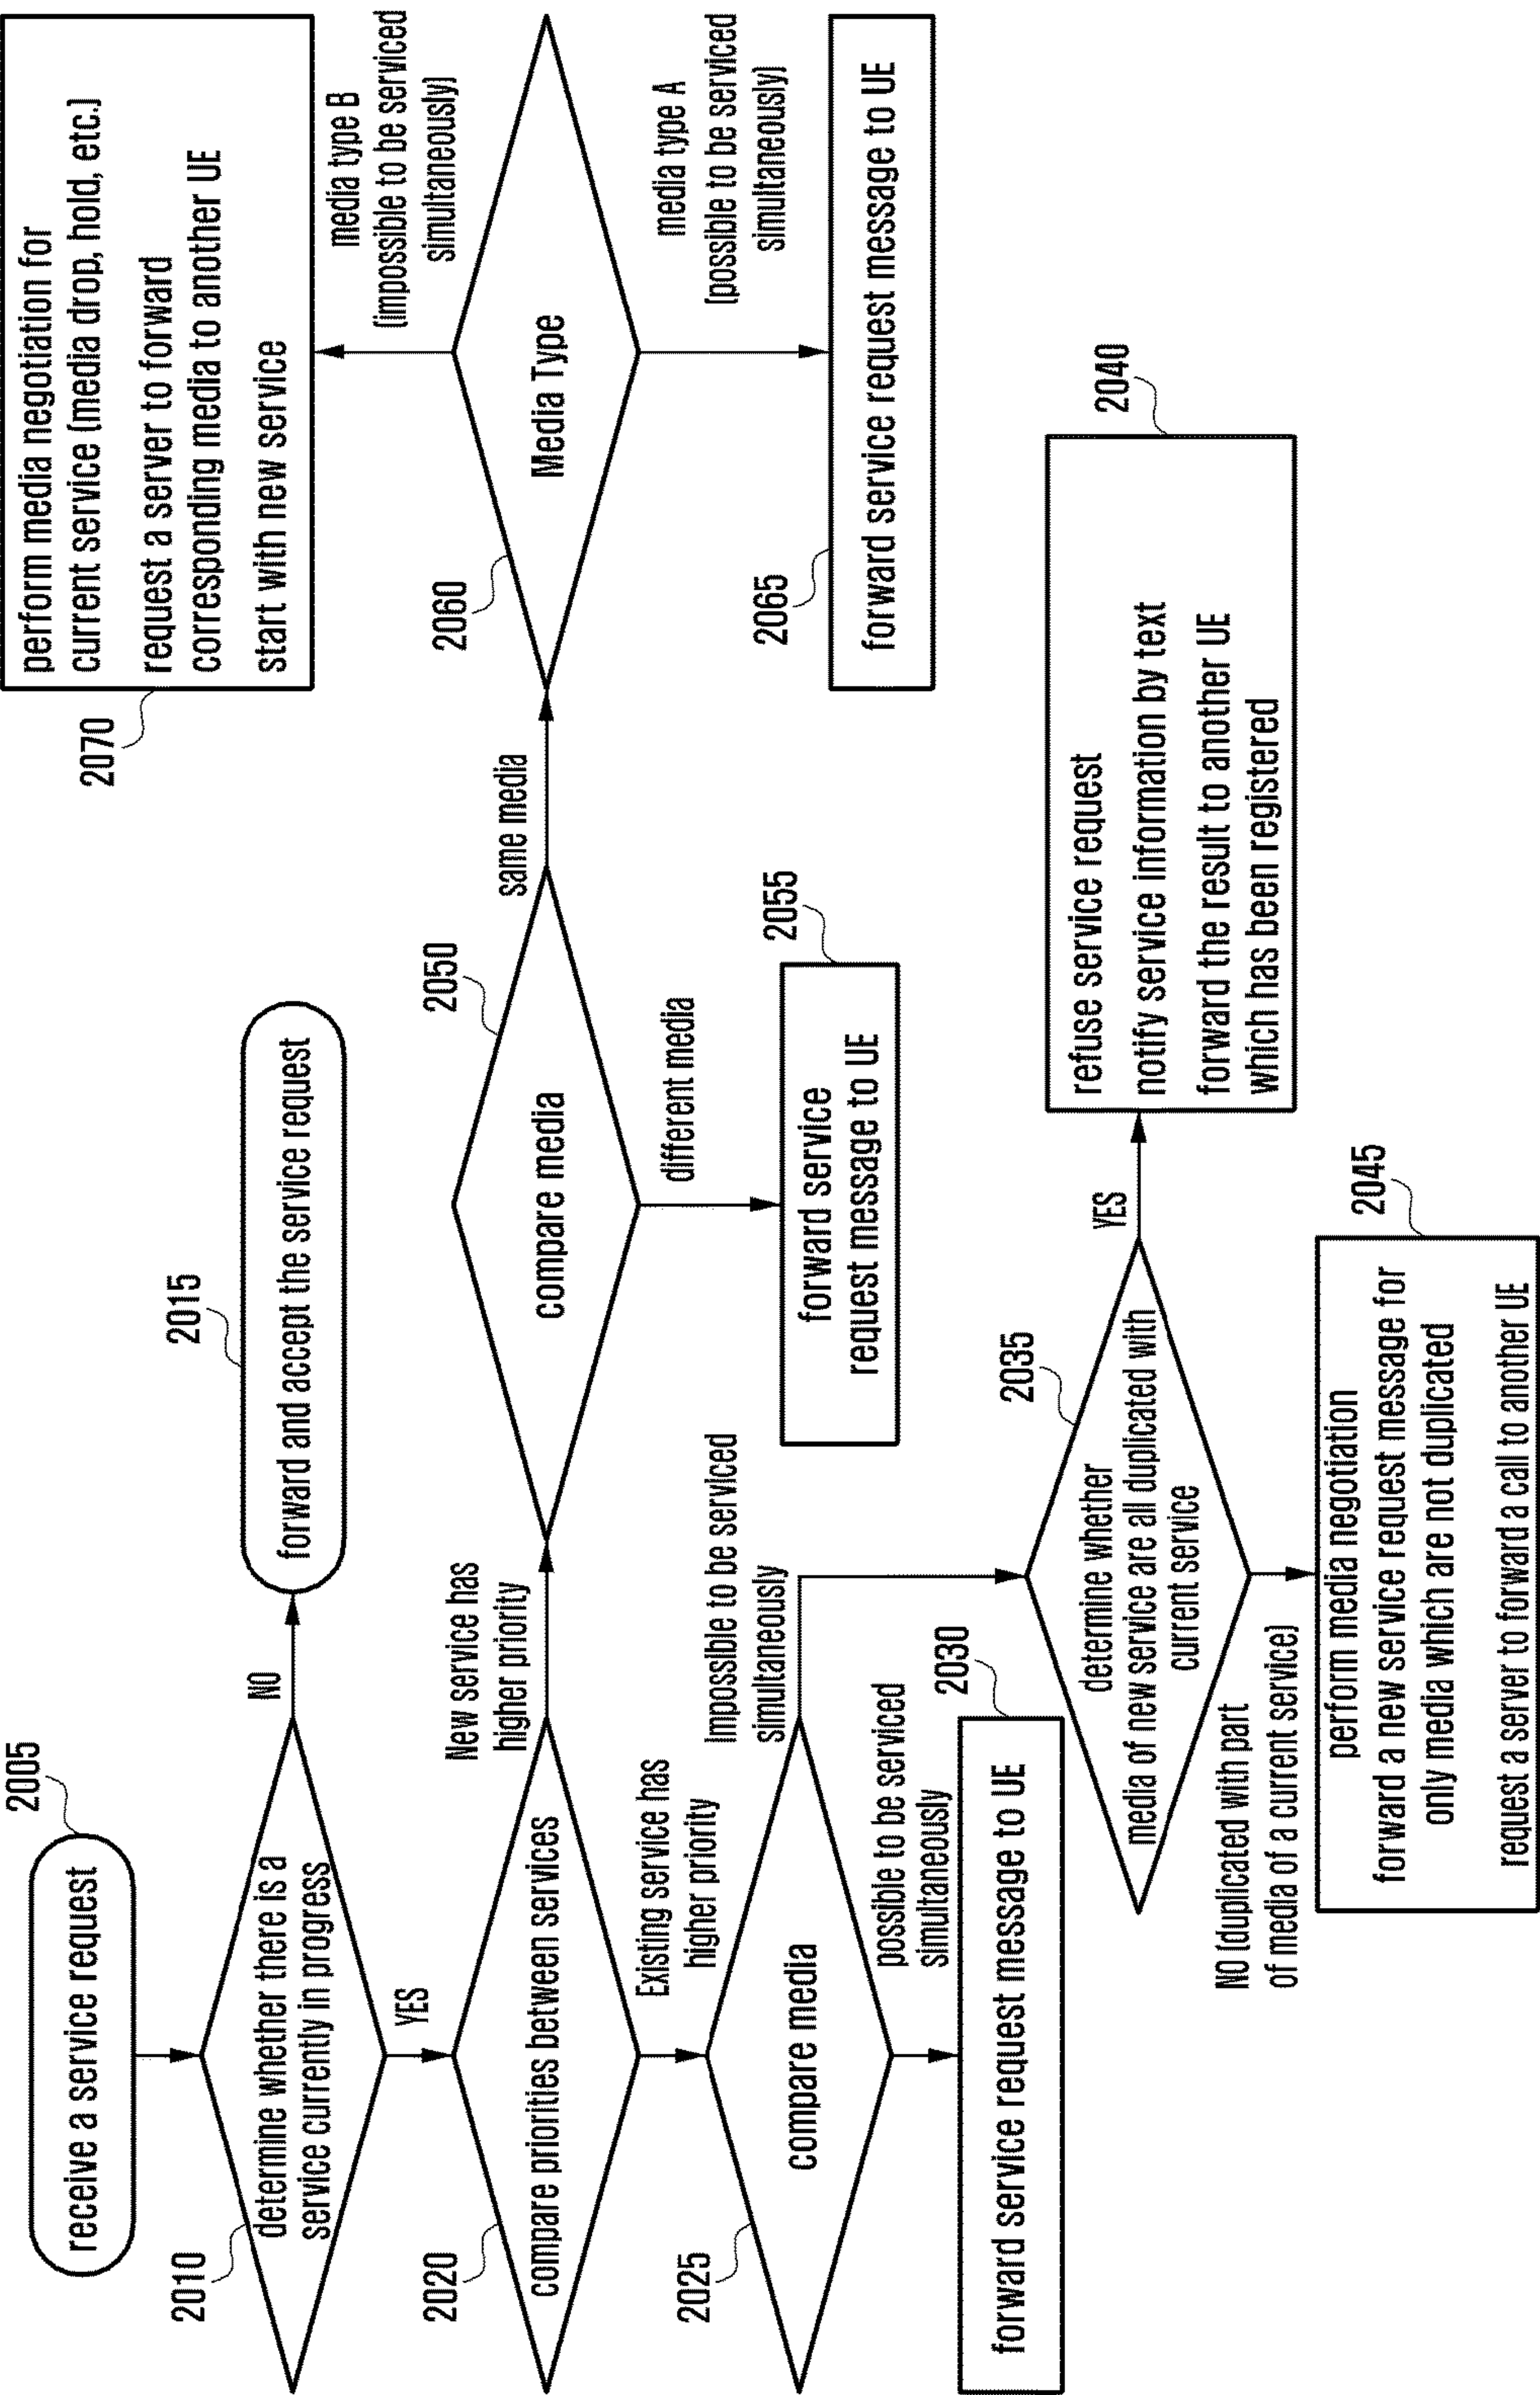 2005
receive a service request
2010
determine whether there is a
service currently in progress
NO
2015
forward and accept the service request
YES
2020
compare priorities between services
New service has
higher priority
2050
compare media
same media
2060
Media Type
media type B
(impossible to be serviced
simultaneously)
2070
perform media negotiation for
current service (media drop, hold, etc.)
request a server to forward
corresponding media to another UE
start with new service
media type A
(possible to be serviced
simultaneously)
2065
forward service request message to UE
different media
2055
forward service
request message to UE
Existing service has
higher priority
2025
compare media
Impossible to be serviced
simultaneously
possible to be serviced
simultaneously
2030
forward service request message to UE
2035
determine whether
media of new service are all duplicated with
current service
YES
2040
refuse service request
notify service information by text
forward the result to another UE
which has been registered
NO (duplicated with part
of media of a current service)
2045
perform media negotiation
forward a new service request message for
only media which are not duplicated
request a server to forward a call to another UE